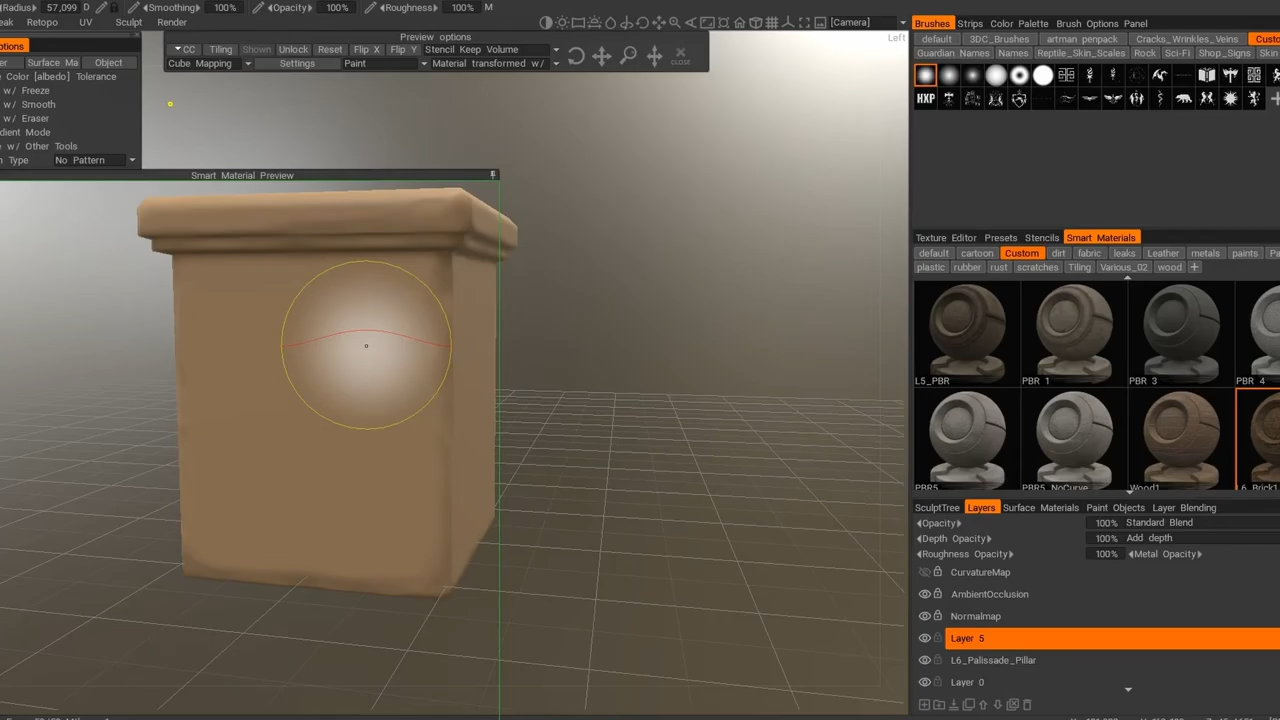 Radius) 57,099 D Smoothing) 100% Opacity) 100% Roughness) 100% M
Retopo UV Sculpt Render
[Camera]
Left
Preview options
CC Tiling Shown Unlock Reset Flip X Flip Y Stencil Keep Volume
Cube Mapping Settings Paint Material transformed w/
CLOSE
Surface Ma Object
Color [albedo] Tolerance
w/ Freeze
w/ Smooth
w/ Eraser
dient Mode
w/ Other Tools
Type No Pattern
Smart Material Preview
Brushes Strips Color Palette Brush Options Panel
default 3DC_Brushes artman penpack Cracks_Wrinkles_Veins Custo
Guardian Names Names Reptile_Skin_Scales Rock Sci-Fi Shop_Signs Skin
HXP
Texture Editor Presets Stencils Smart Materials
default cartoon Custom dirt fabric leaks Leather metals paints Pa
plastic rubber rust scratches Tiling Various_02 wood +
L5_PBR PBR 1 PBR 3 PBR 4
PBR5 PBR5_NoCurve Wood1 L6_Brick1
SculptTree Layers Surface Materials Paint Objects Layer Blending
Opacity 100% Standard Blend
Depth Opacity 100% Add depth
Roughness Opacity 100% Metal Opacity
CurvatureMap
AmbientOcclusion
Normalmap
Layer 5
L6_Palissade_Pillar
Layer 0